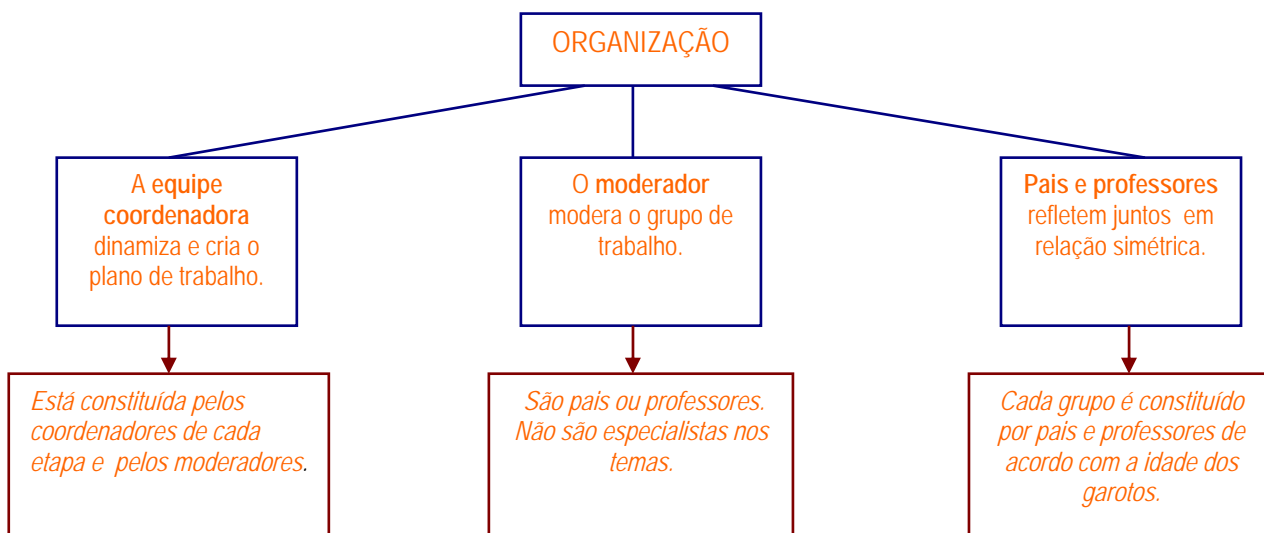 ORGANIZAÇÃO
A equipe
coordenadora
dinamiza e cria o
plano de trabalho.
O moderador
modera o grupo de
trabalho.
Pais e professores
refletem juntos em
relação simétrica.
Está constituída pelos
coordenadores de cada
etapa e pelos moderadores.
São pais ou professores.
Não são especialistas nos
temas.
Cada grupo é constituído
por pais e professores de
acordo com a idade dos
garotos.